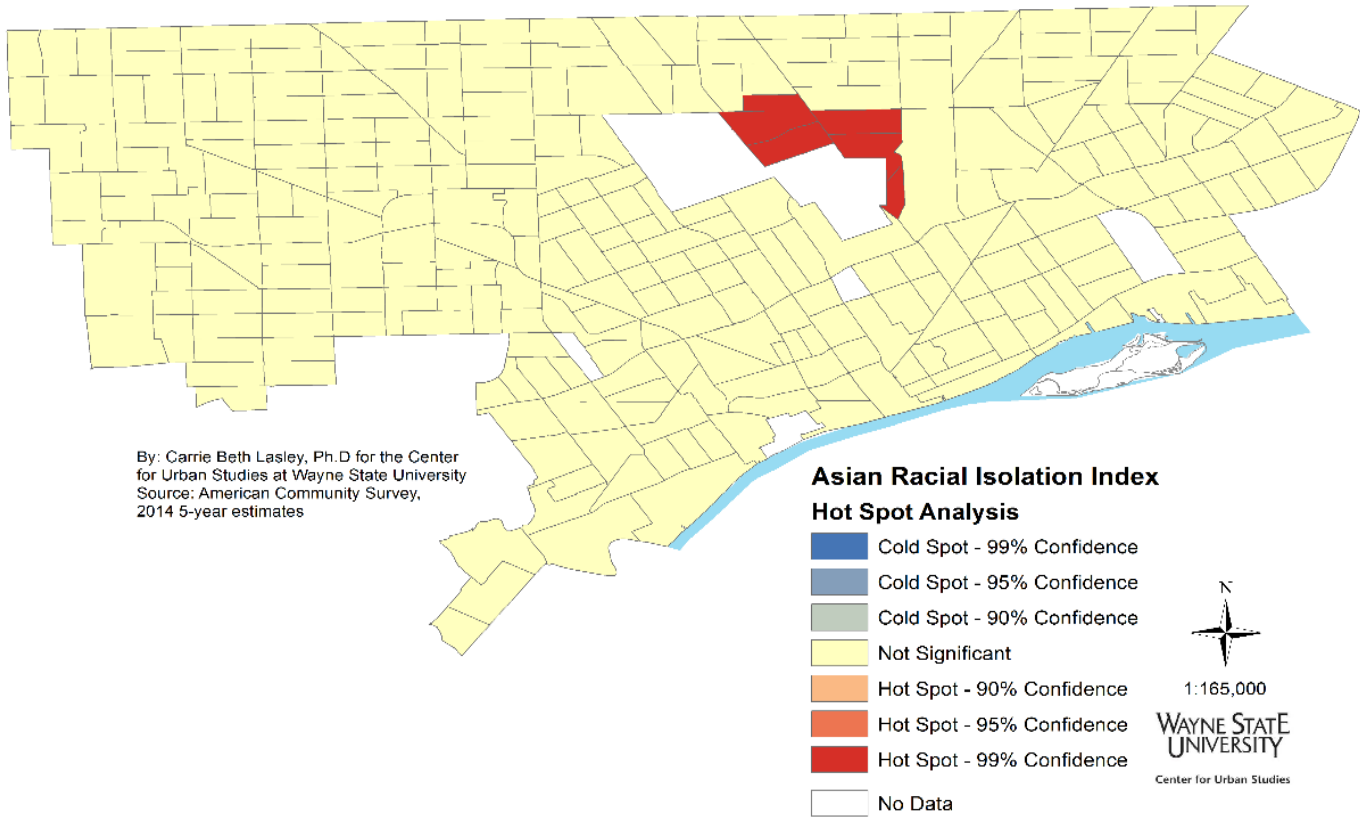 By: Carrie Beth Lasley, Ph.D for the Center
for Urban Studies at Wayne State University
Source: American Community Survey,
2014 5-year estimates
Asian Racial Isolation Index
Hot Spot Analysis
Cold Spot - 99% Confidence
Cold Spot - 95% Confidence
Cold Spot - 90% Confidence
Not Significant
Hot Spot - 90% Confidence
Hot Spot - 95% Confidence
Hot Spot - 99% Confidence
No Data
N
1:165,000
WAYNE STATE
UNIVERSITY
Center for Urban Studies